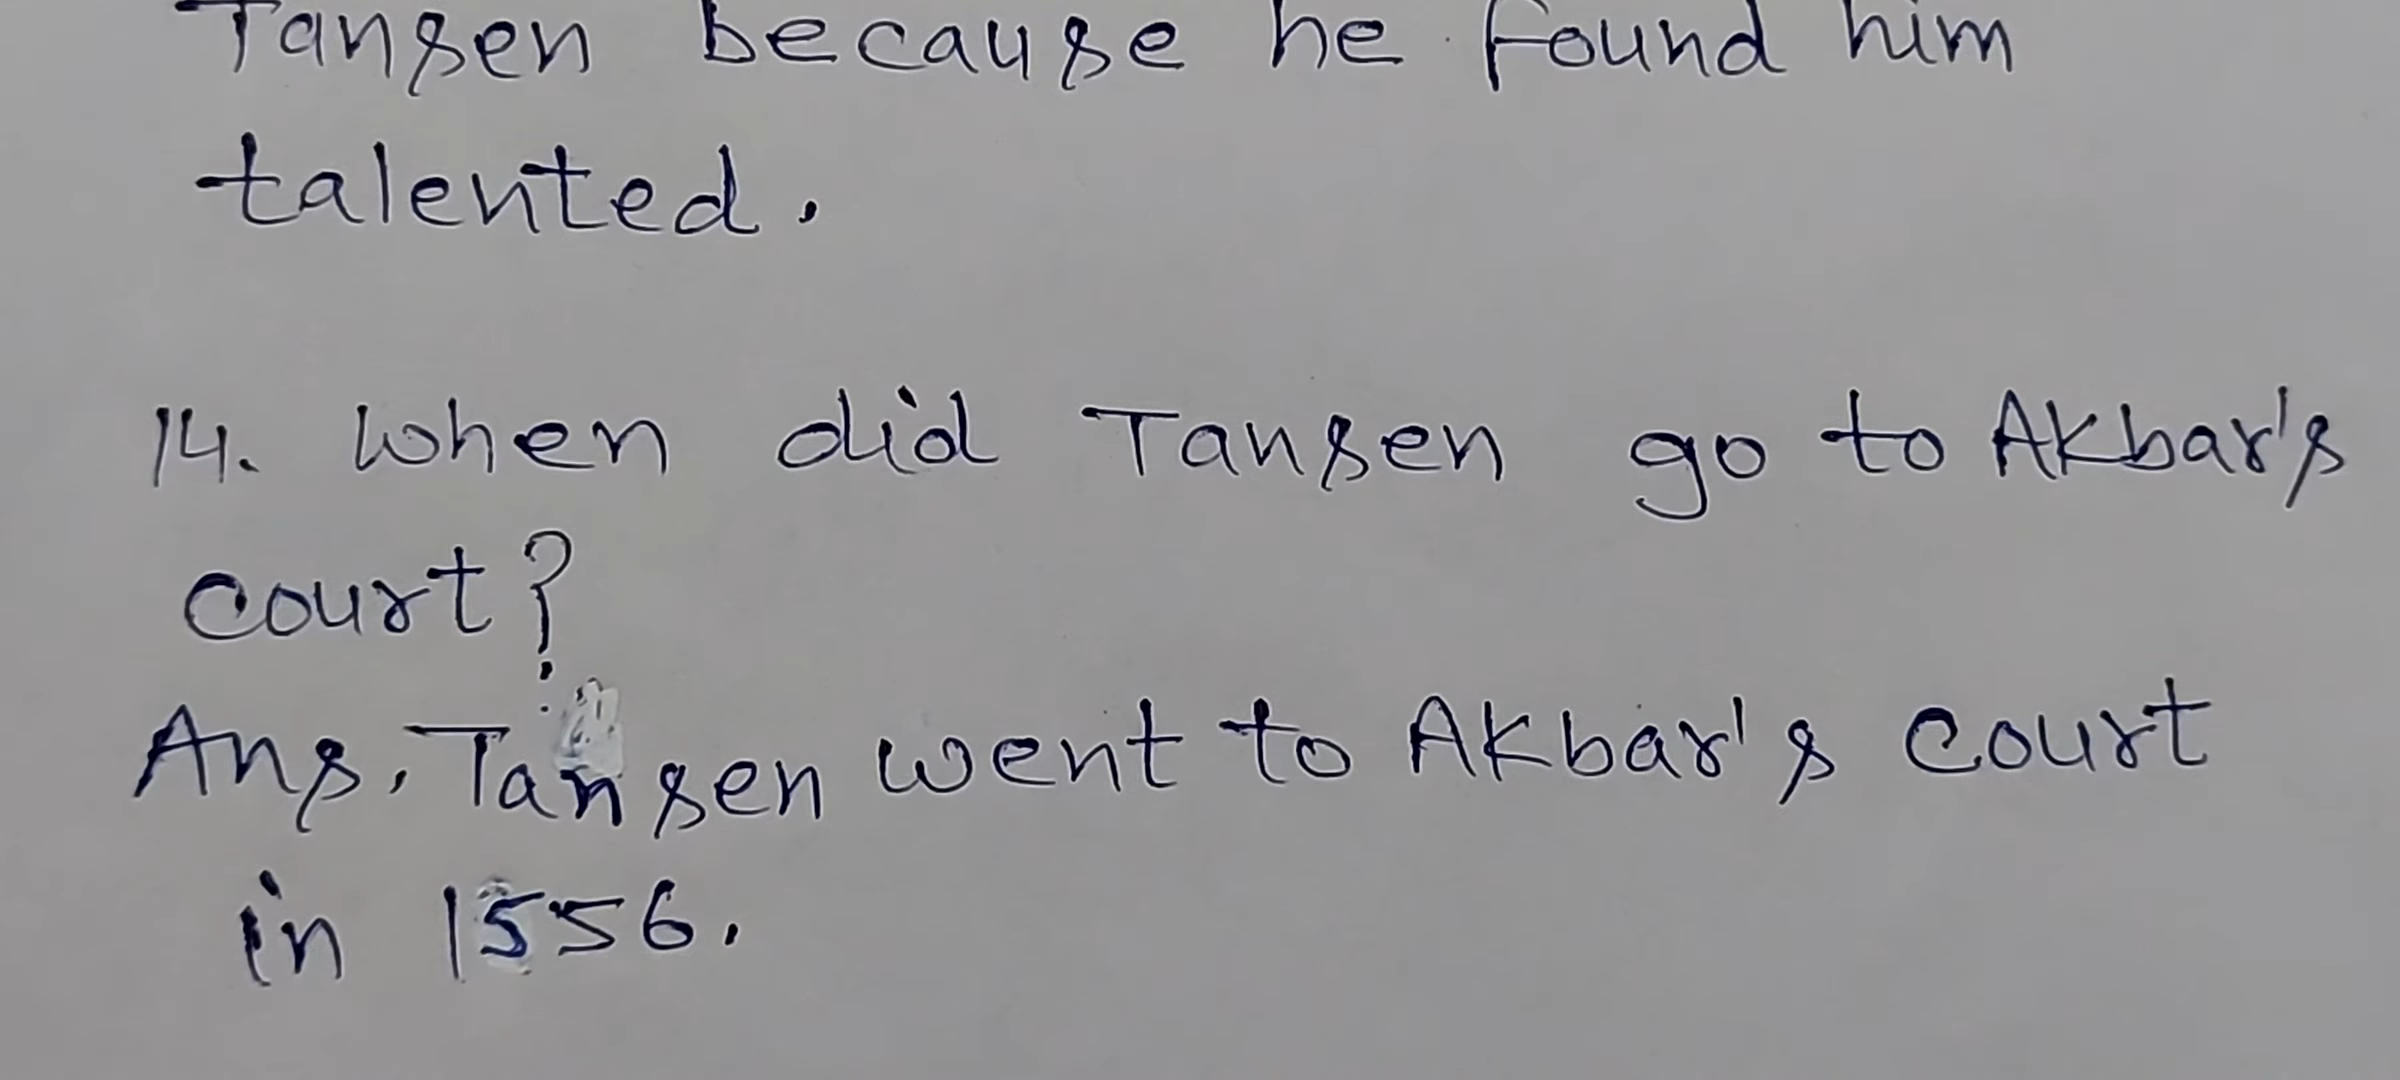 Tansen because he found him
talented.
14. When did Tansen go to Akbar's
court?
Ans. Tansen went to Akbar's court
in 1556.